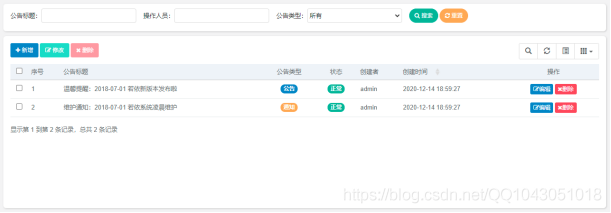 公告标题： 操作人员： 公告类型： 所有 搜索 重置
新增 修改 删除
序号 公告标题 公告类型 状态 创建者 创建时间 操作
1 温馨提醒：2018-07-01 若依新版本发布啦 公告 正常 admin 2020-12-14 18:59:27 编辑 删除
2 维护通知：2018-07-01 若依系统凌晨维护 通知 正常 admin 2020-12-14 18:59:27 编辑 删除
显示第 1 到第 2 条记录，总共 2 条记录
https://blog.csdn.net/QQ1043051018